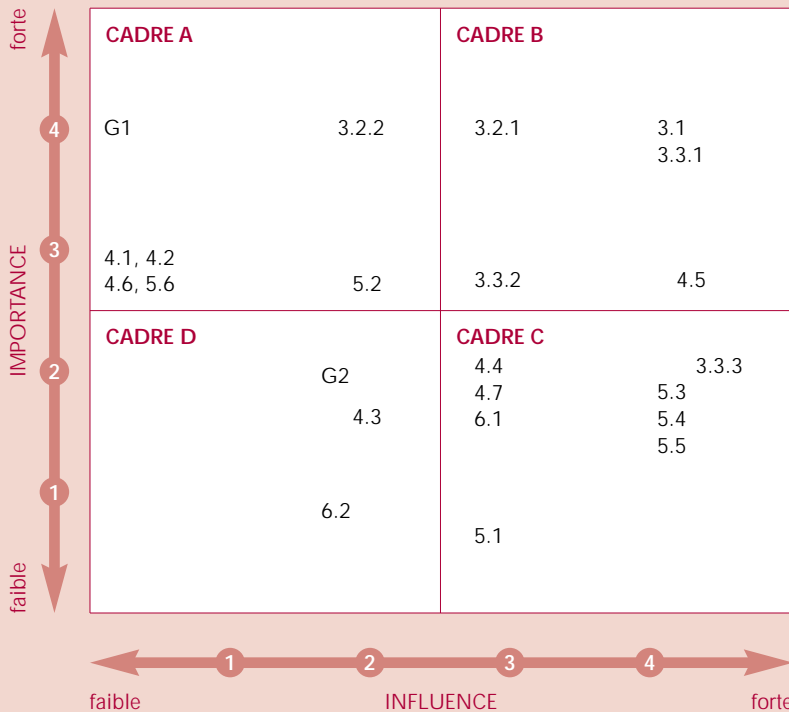 forte
IMPORTANCE
faible
4
3
2
1
CADRE A
G1
3.2.2
4.1, 4.2
4.6, 5.6
5.2
CADRE B
3.2.1
3.1
3.3.1
3.3.2
4.5
CADRE D
G2
4.3
6.2
CADRE C
4.4
3.3.3
4.7
5.3
6.1
5.4
5.5
5.1
1
2
3
4
faible
INFLUENCE
forte